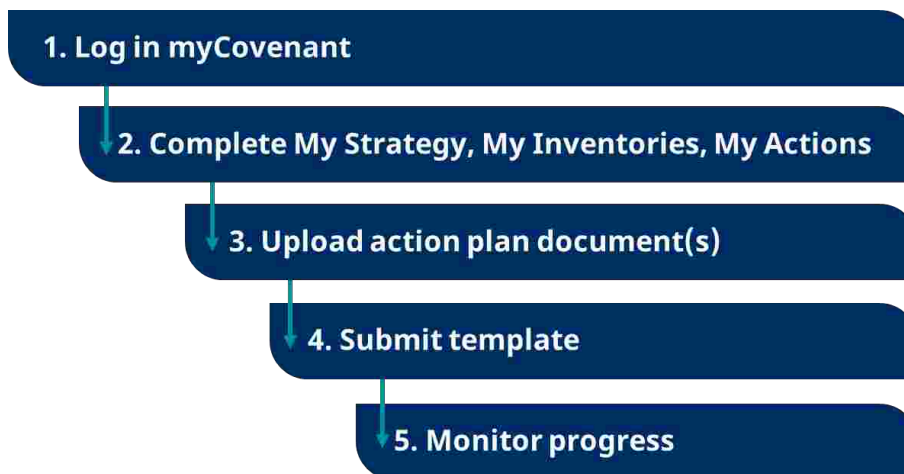 1. Log in myCovenant
2. Complete My Strategy, My Inventories, My Actions
3. Upload action plan document(s)
4. Submit template
5. Monitor progress